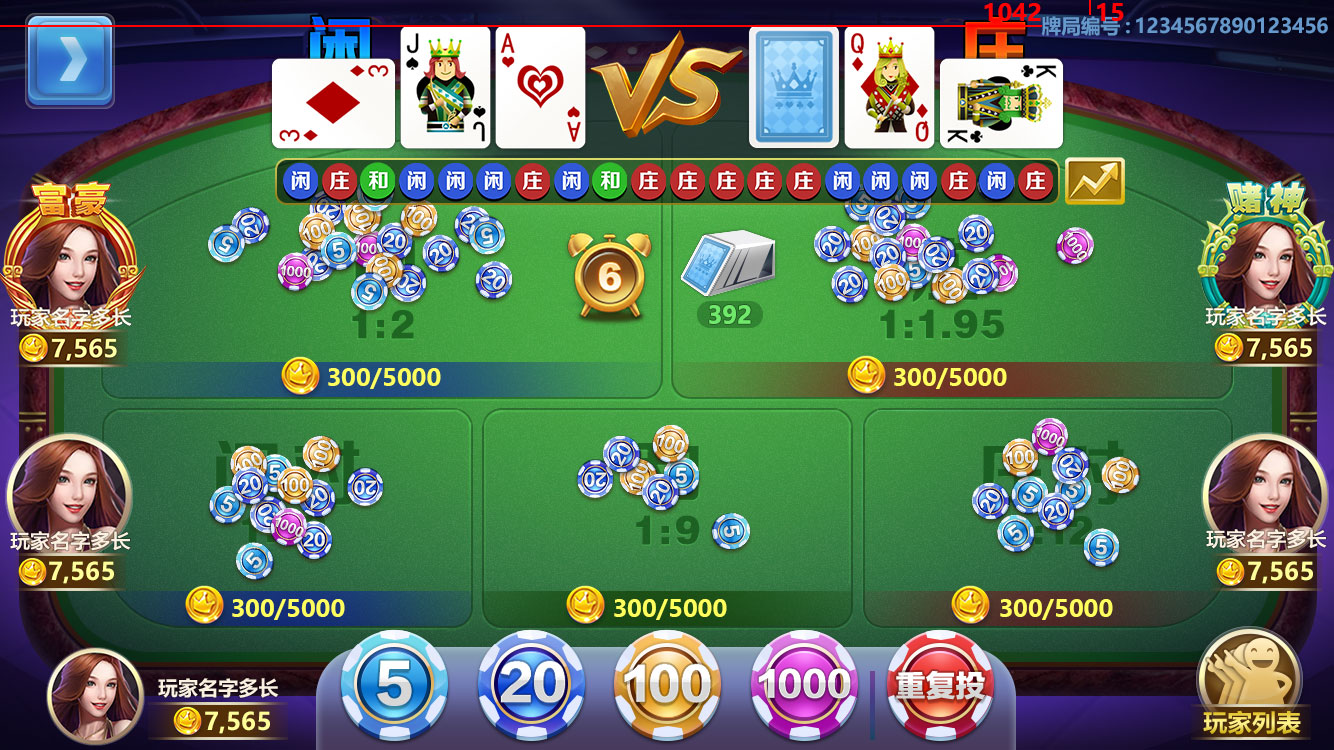 1042 15
闲 庄 牌局编号:1234567890123456
3 J A VS Q K
3 J A Q K
闲 庄 和 闲 闲 闲 庄 闲 和 庄 庄 庄 庄 庄 闲 闲 闲 庄 闲 庄
富豪 赌神
6
392
玩家名字多长 1:2 1:1.95 玩家名字多长
7,565 300/5000 300/5000 7,565
1:9
玩家名字多长 玩家名字多长
7,565 300/5000 300/5000 300/5000 7,565
玩家名字多长 5 20 100 1000 重复投
7,565 玩家列表